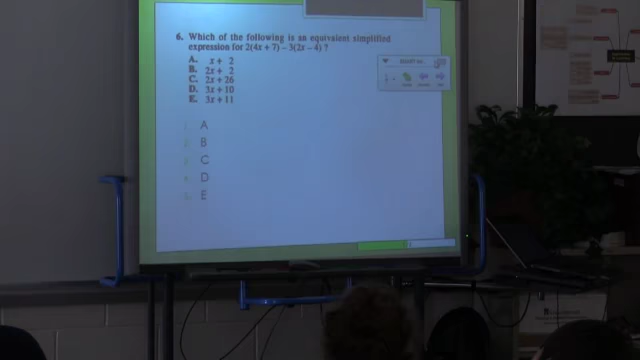 6. Which of the following is an equivalent simplified
expression for 2(4x + 7) – 3(2x – 4) ?
A. x + 2
B. 2x + 2
C. 2x + 26
D. 3x + 10
E. 3x + 11
A
B
C
D
E